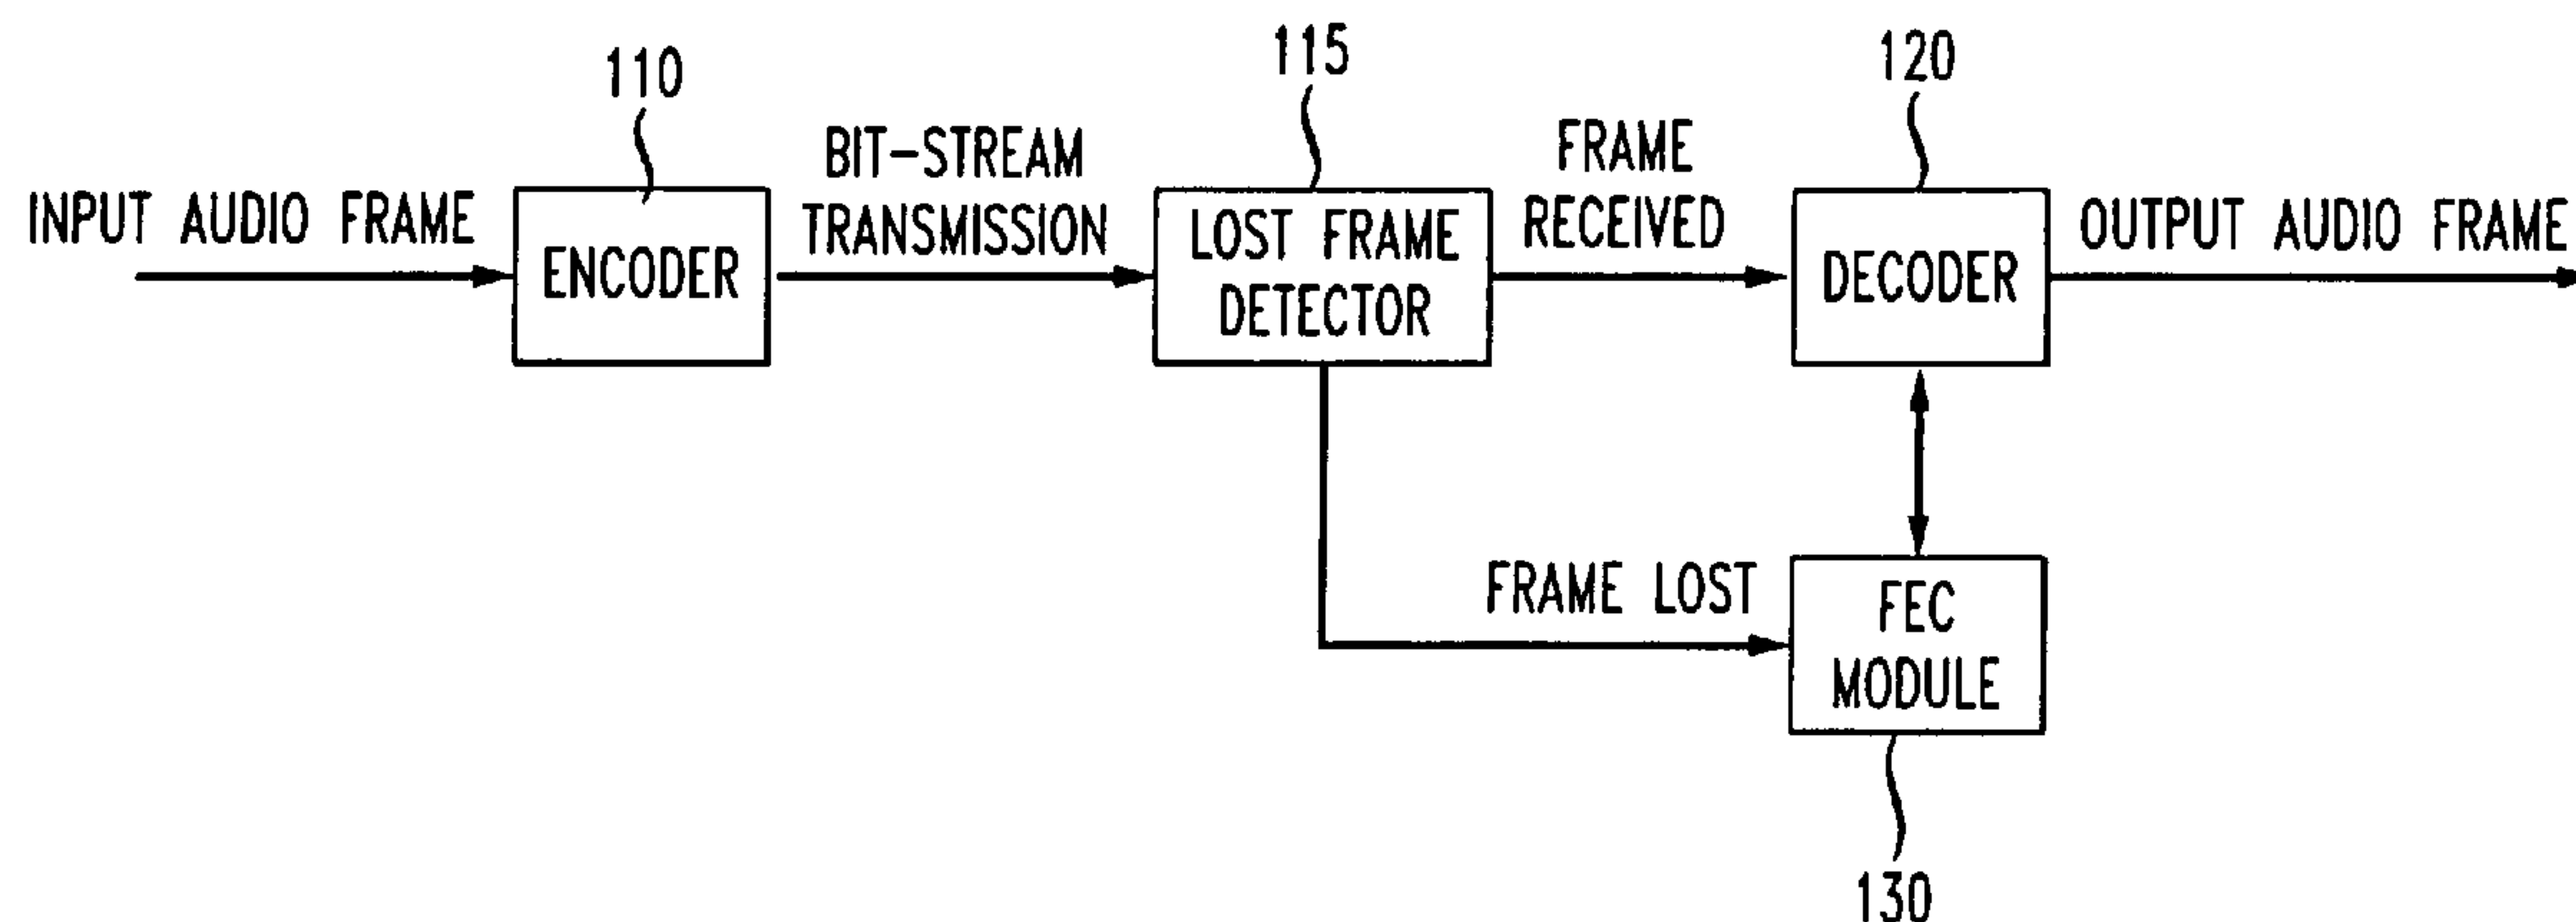 110
115
120
INPUT AUDIO FRAME
ENCODER
BIT-STREAM
TRANSMISSION
LOST FRAME
DETECTOR
FRAME
RECEIVED
DECODER
OUTPUT AUDIO FRAME
FRAME LOST
FEC
MODULE
130